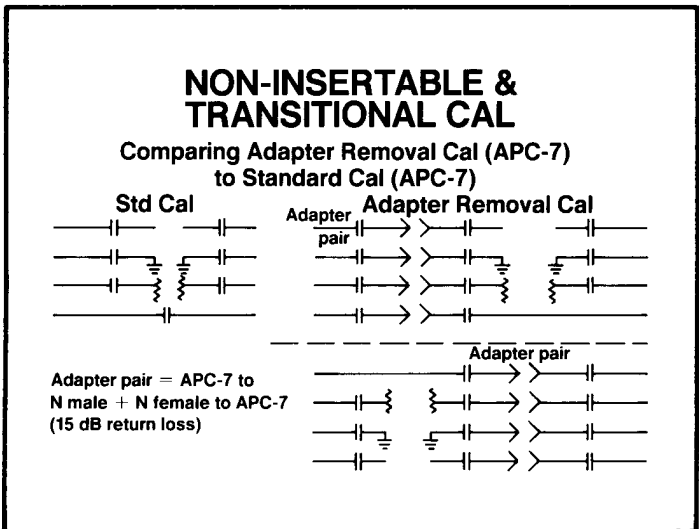 NON-INSERTABLE &
TRANSITIONAL CAL
Comparing Adapter Removal Cal (APC-7)
to Standard Cal (APC-7)
Std Cal
Adapter Removal Cal
Adapter
pair
Adapter pair
Adapter pair = APC-7 to
N male + N female to APC-7
(15 dB return loss)